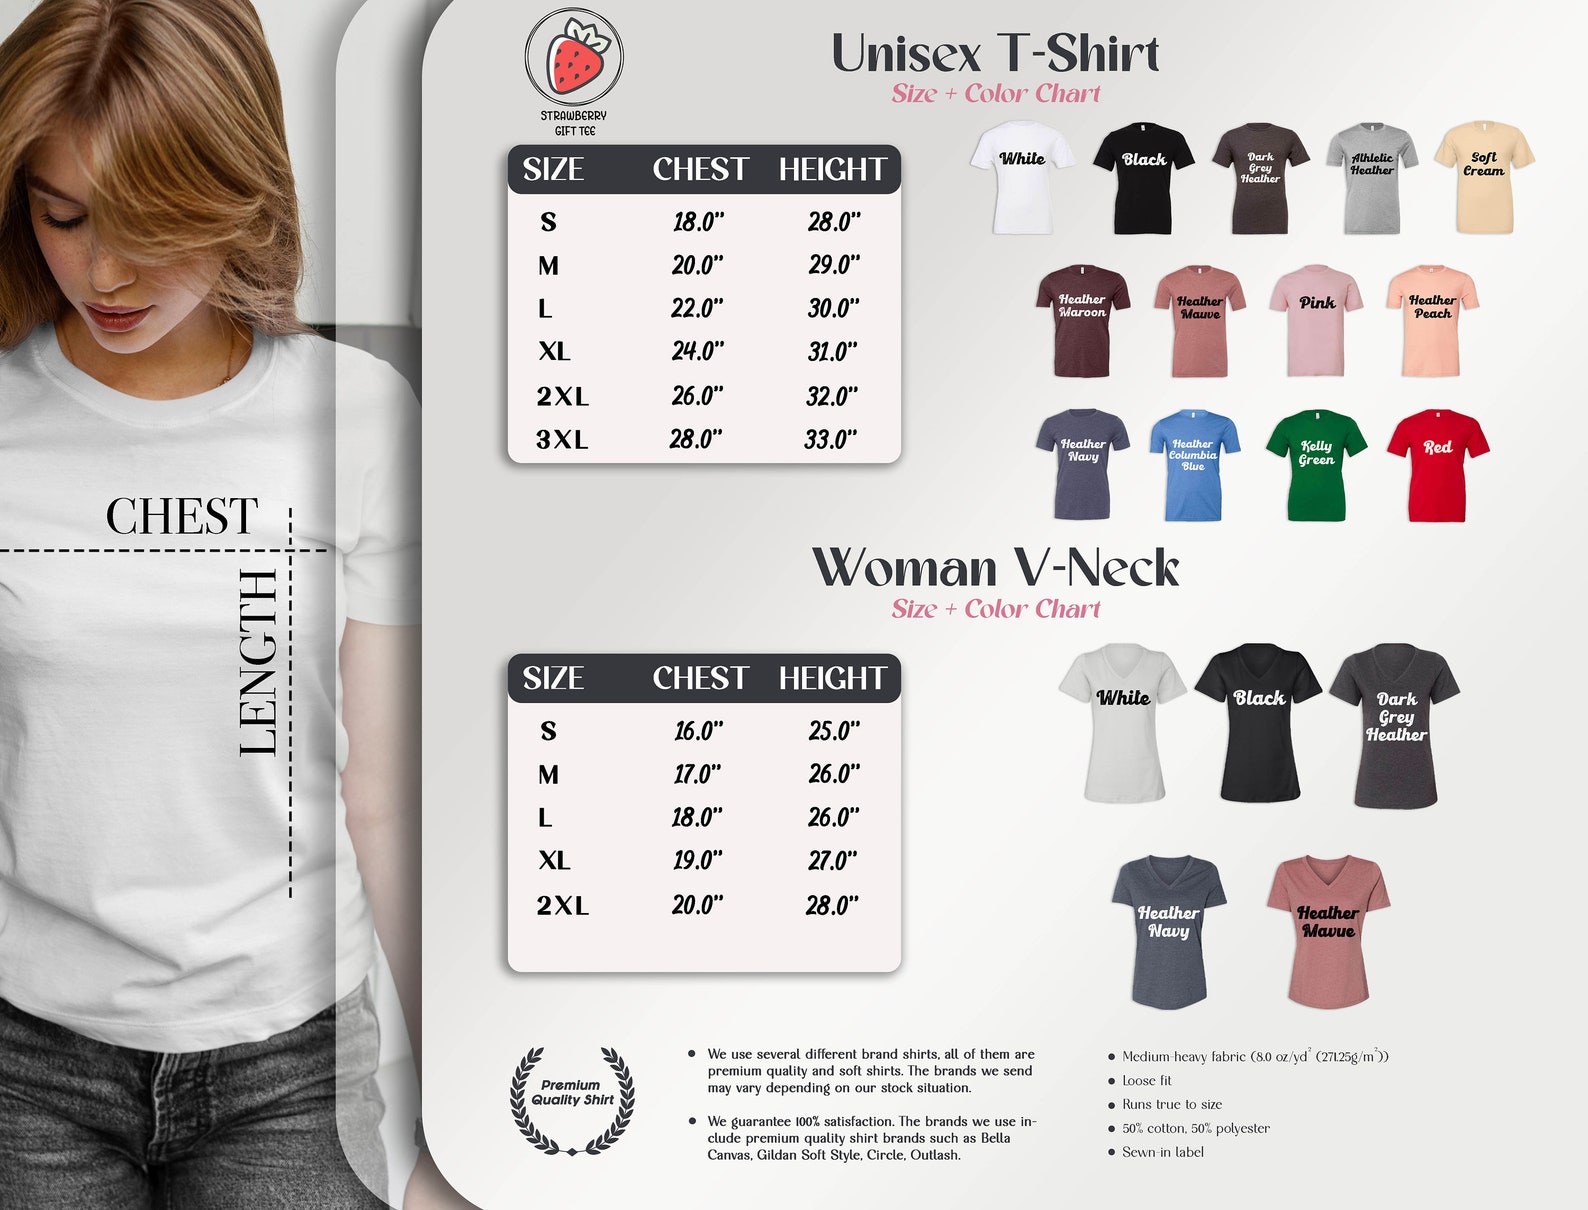 STRAWBERRY
GIFT TEE
Unisex T-Shirt
Size + Color Chart
SIZE CHEST HEIGHT
S 18.0" 28.0"
M 20.0" 29.0"
L 22.0" 30.0"
XL 24.0" 31.0"
2XL 26.0" 32.0"
3XL 28.0" 33.0"
White
Black
Dark
Grey
Heather
Athletic
Heather
Soft
Cream
Heather
Maroon
Heather
Mauve
Pink
Heather
Peach
Heather
Navy
Heather
Columbia
Blue
Kelly
Green
Red
CHEST
LENGTH
Woman V-Neck
Size + Color Chart
SIZE CHEST HEIGHT
S 16.0" 25.0"
M 17.0" 26.0"
L 18.0" 26.0"
XL 19.0" 27.0"
2XL 20.0" 28.0"
White
Black
Dark
Grey
Heather
Heather
Navy
Heather
Mavue
Premium
Quality Shirt
• We use several different brand shirts, all of them are
premium quality and soft shirts. The brands we send
may vary depending on our stock situation.
• We guarantee 100% satisfaction. The brands we use in-
clude premium quality shirt brands such as Bella
Canvas, Gildan Soft Style, Circle, Outlash.
• Medium-heavy fabric (8.0 oz/yd² (271.25g/m²))
• Loose fit
• Runs true to size
• 50% cotton, 50% polyester
• Sewn-in label